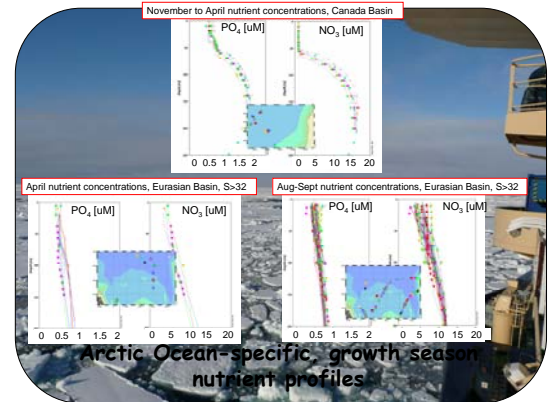 November to April nutrient concentrations, Canada Basin
PO4 [uM] NO3 [uM]
0 0.5 1 1.5 2 0 5 10 15 20
April nutrient concentrations, Eurasian Basin, S>32
PO4 [uM] NO3 [uM]
0 0.5 1 1.5 2 0 5 10 15 20
Aug-Sept nutrient concentrations, Eurasian Basin, S>32
PO4 [uM] NO3 [uM]
0 0.5 1 1.5 2 0 5 10 15 20
Arctic Ocean-specific, growth season
nutrient profiles